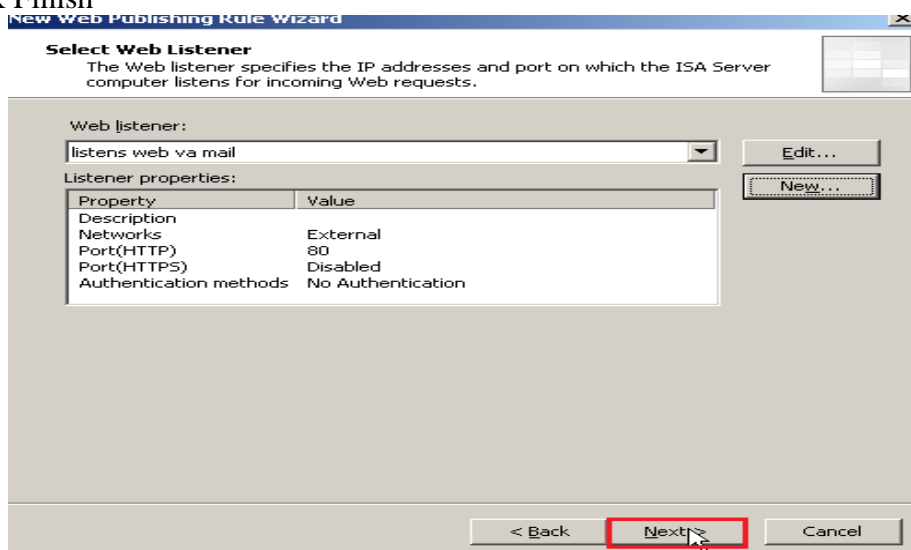 Finish
New Web Publishing Rule Wizard
Select Web Listener
The Web listener specifies the IP addresses and port on which the ISA Server
computer listens for incoming Web requests.
Web listener:
listens web va mail
Edit...
Listener properties:
New...
Property Value
Description
Networks External
Port(HTTP) 80
Port(HTTPS) Disabled
Authentication methods No Authentication
< Back Next > Cancel